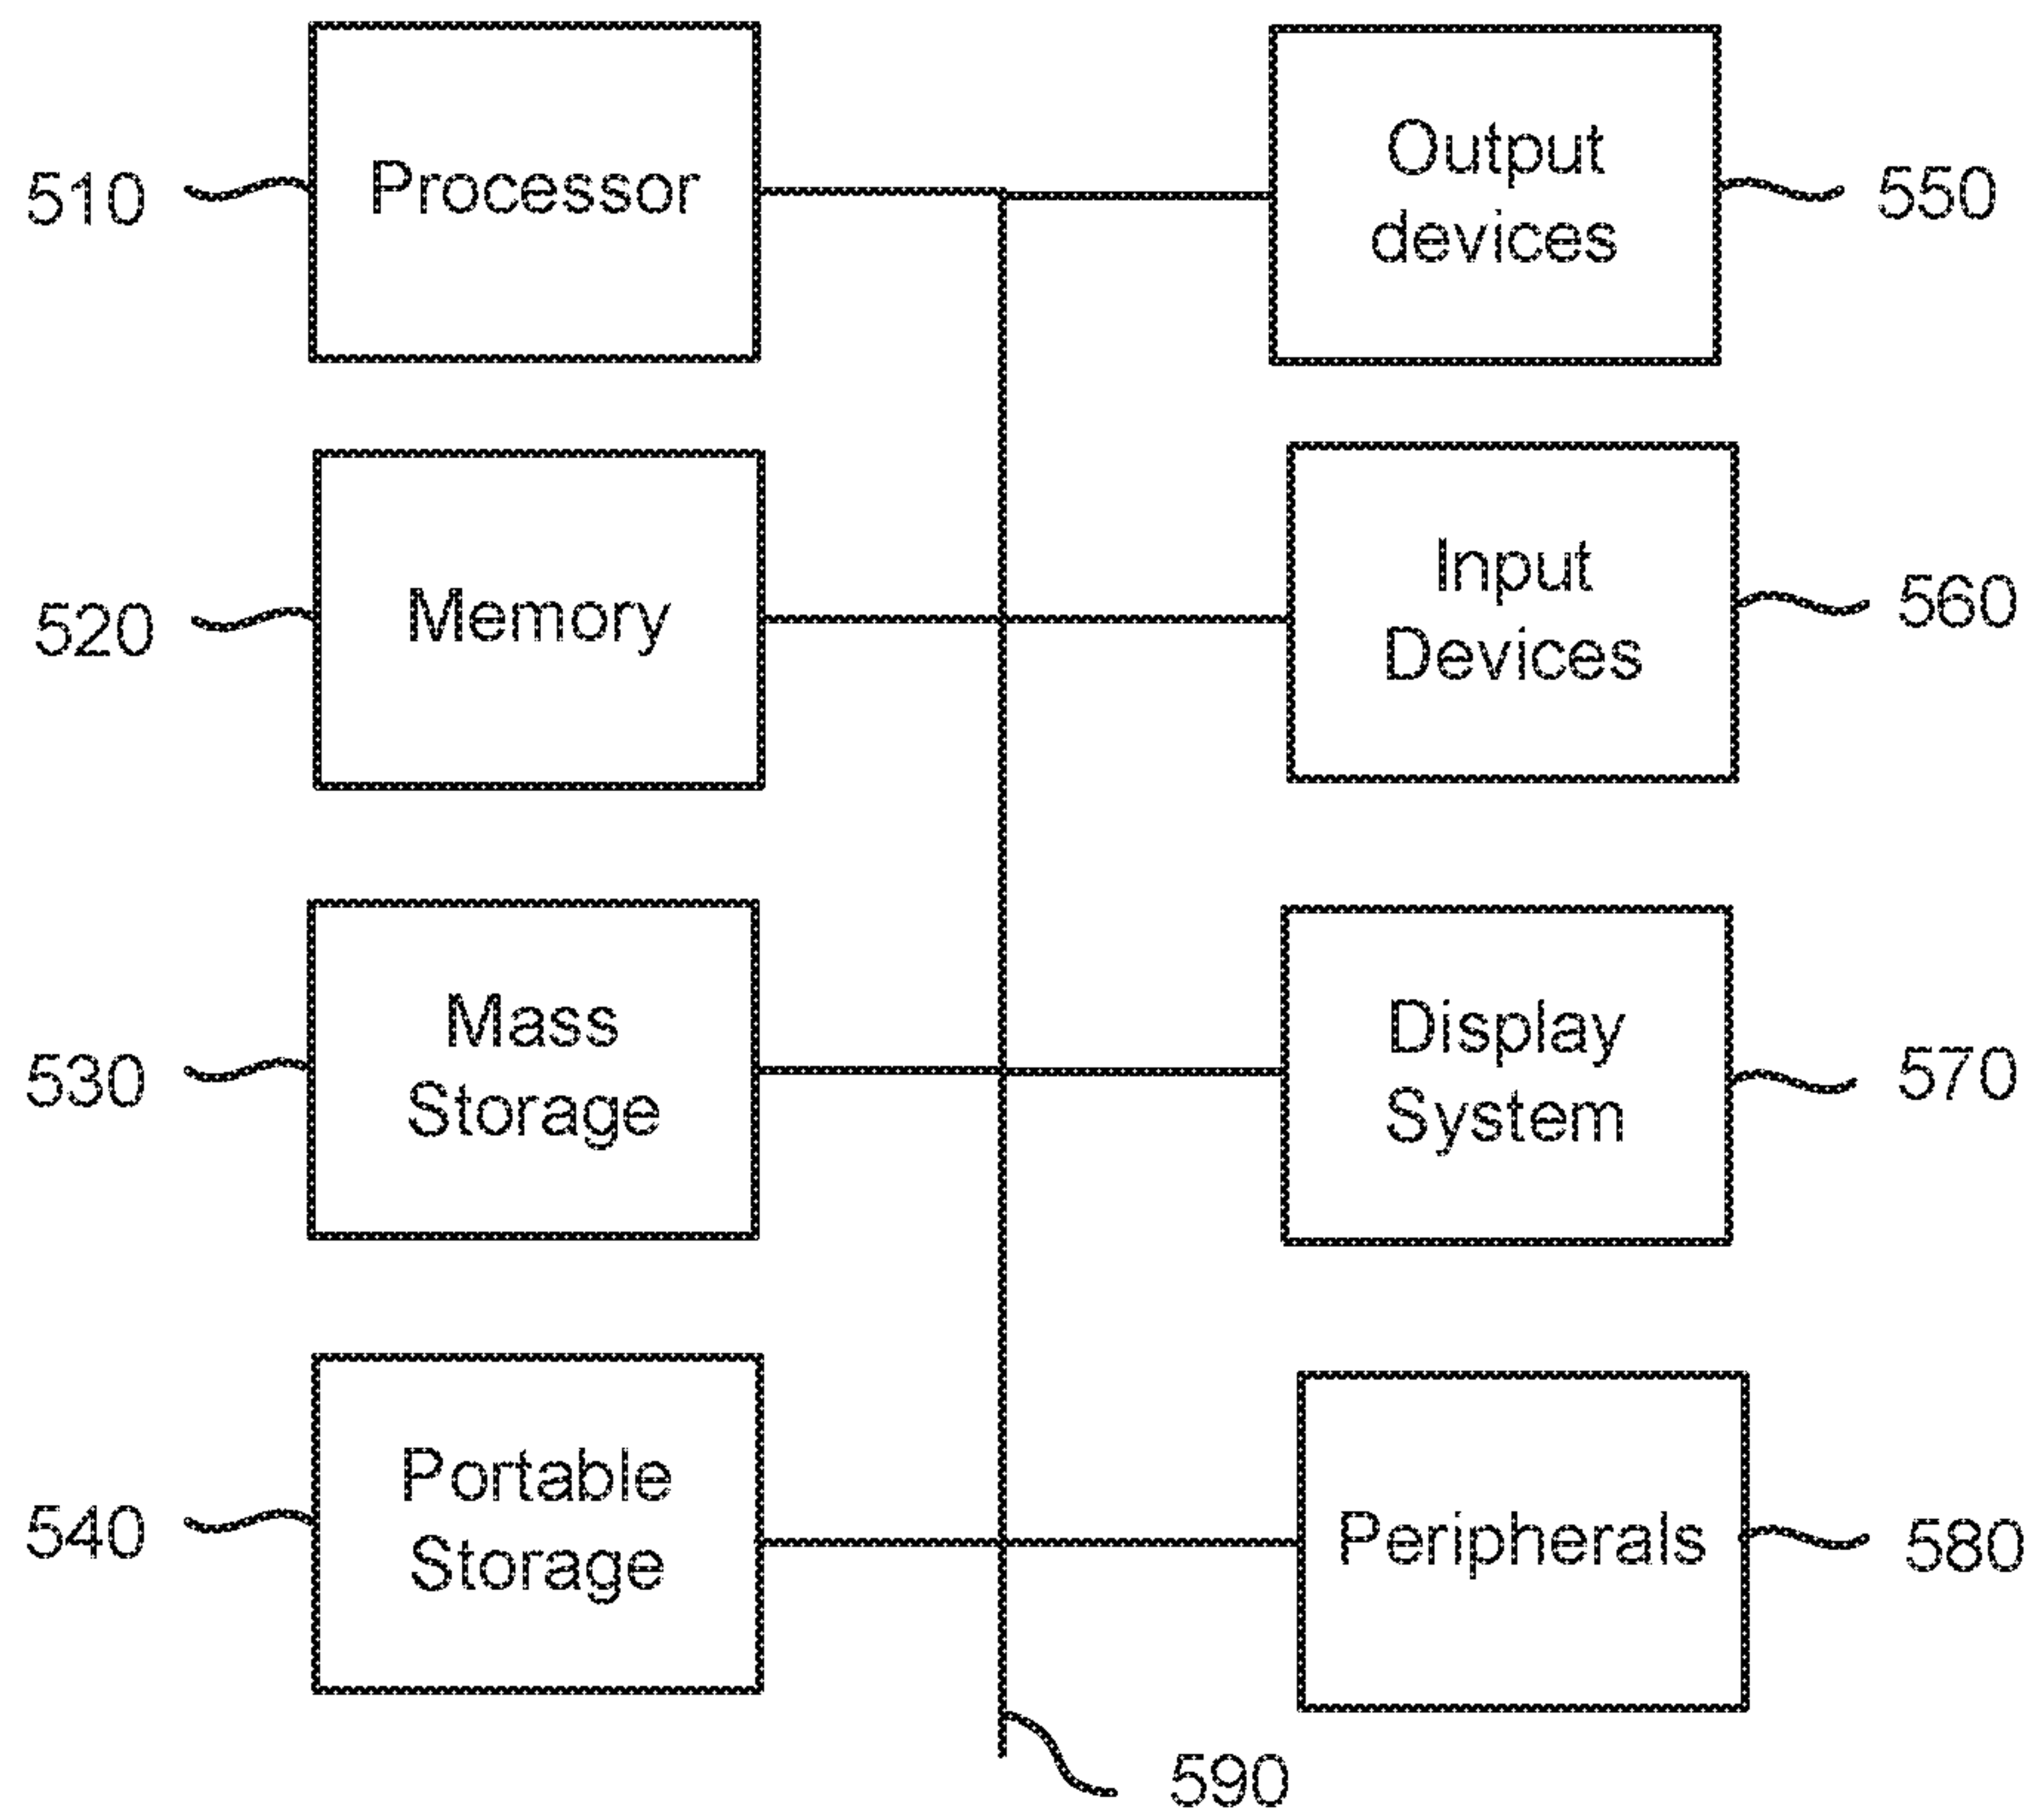 510
Processor
Output
devices
550
520
Memory
Input
Devices
560
530
Mass
Storage
Display
System
570
540
Portable
Storage
Peripherals
580
590